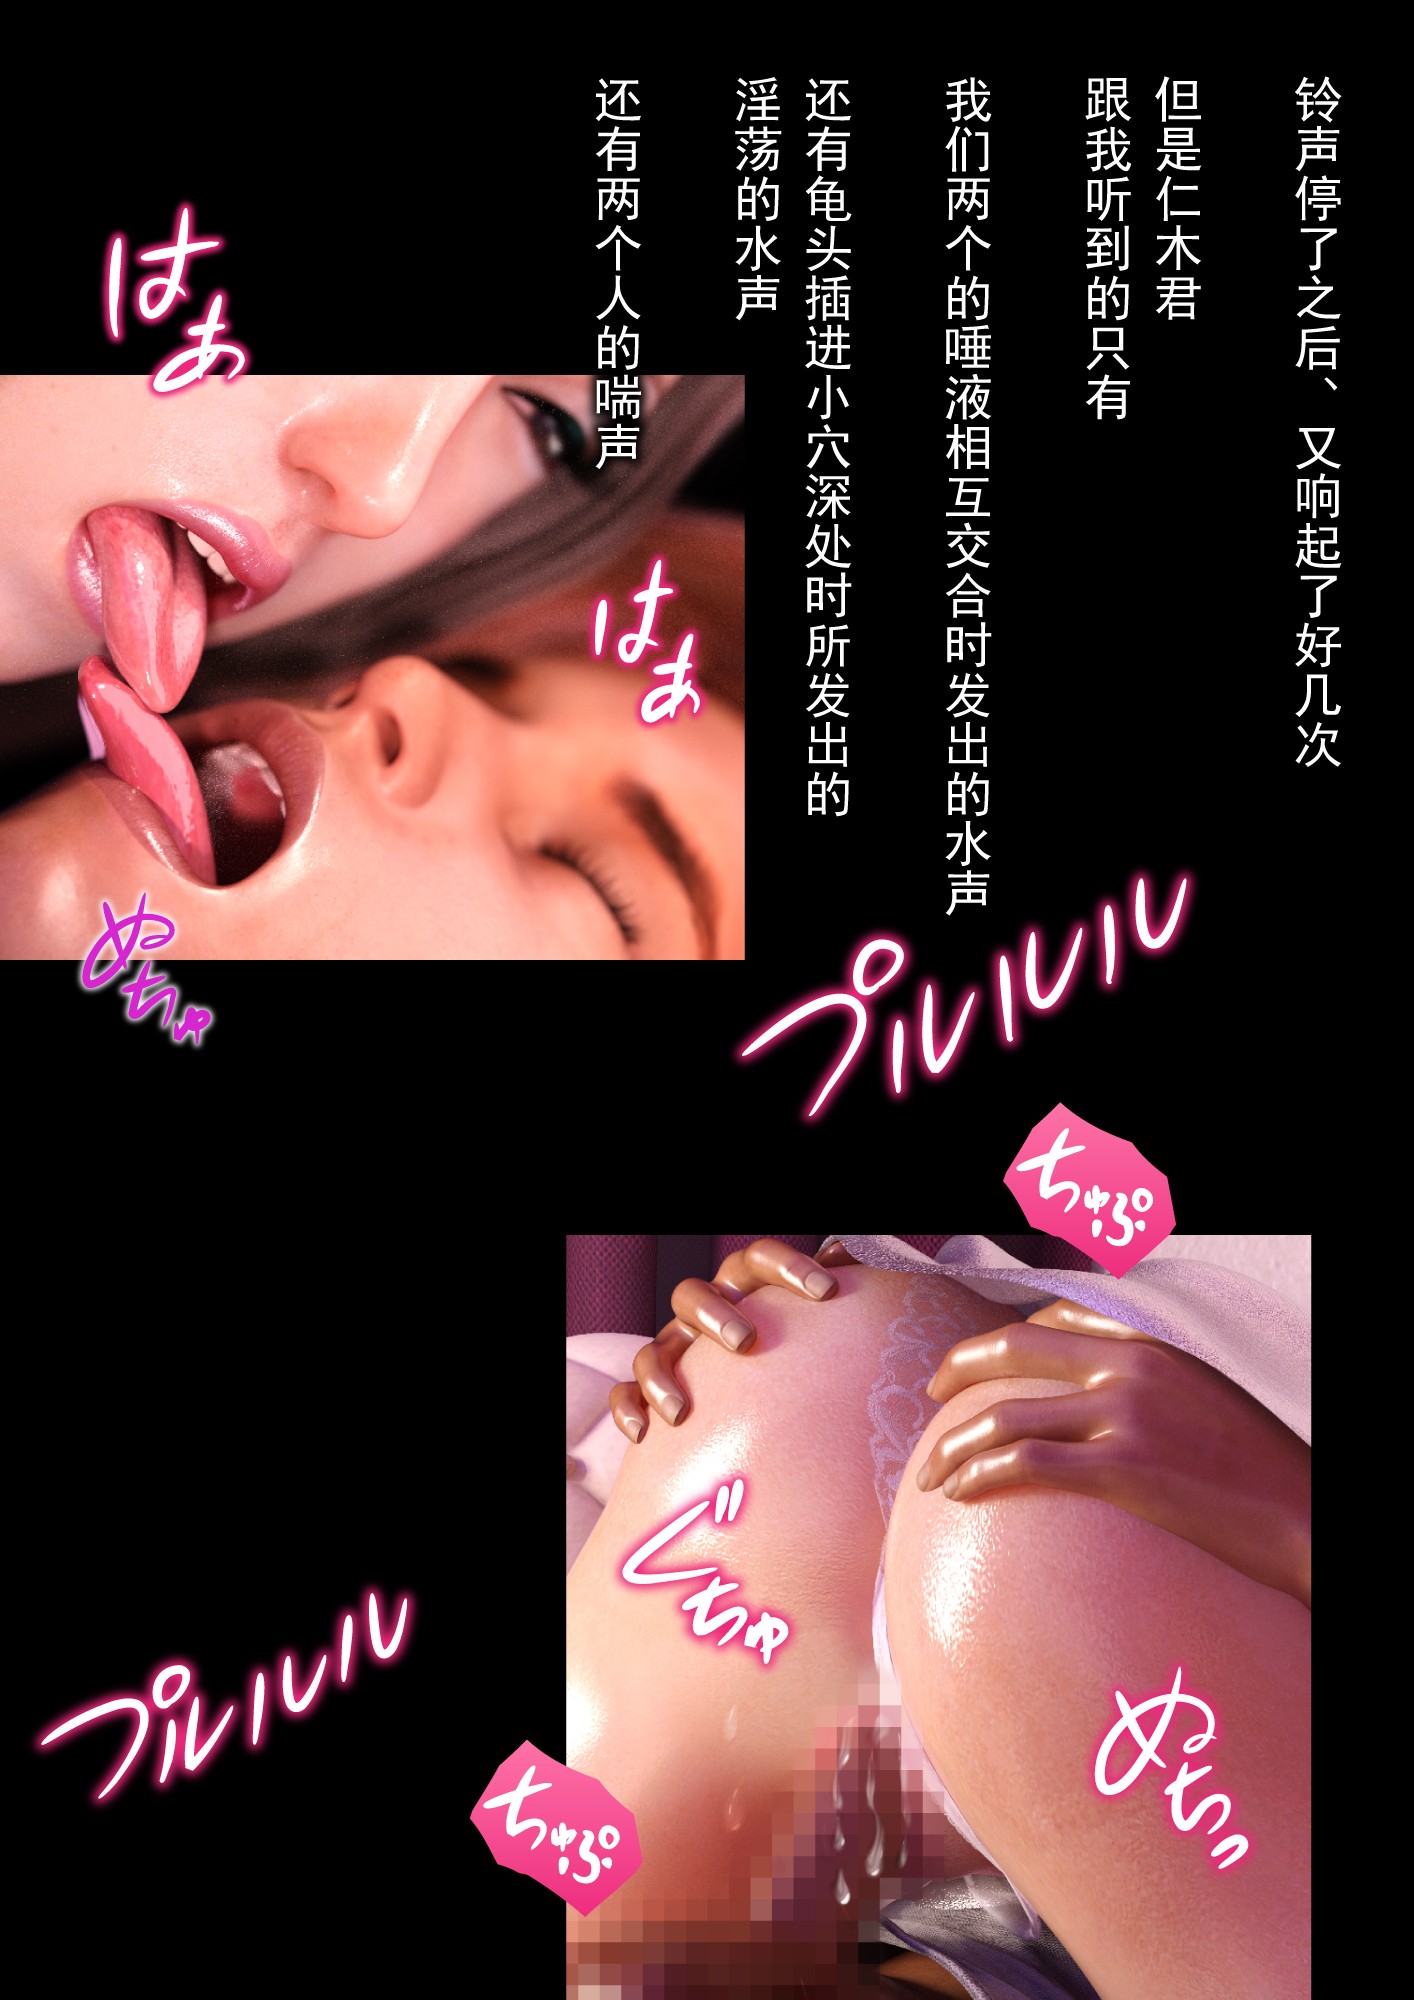 铃声停了之后、又响起了好几次
但是仁木君
跟我听到的只有
我们两个的唾液相互交合时发出的水声
还有龟头插进小穴深处时所发出的
淫荡的水声
还有两个人的喘声
はぁ
はぁ
ぬちゅ
プルルルル
ちゅぷ
ぐちゅ
ぬちっ
プルルルル
ちゅぷ